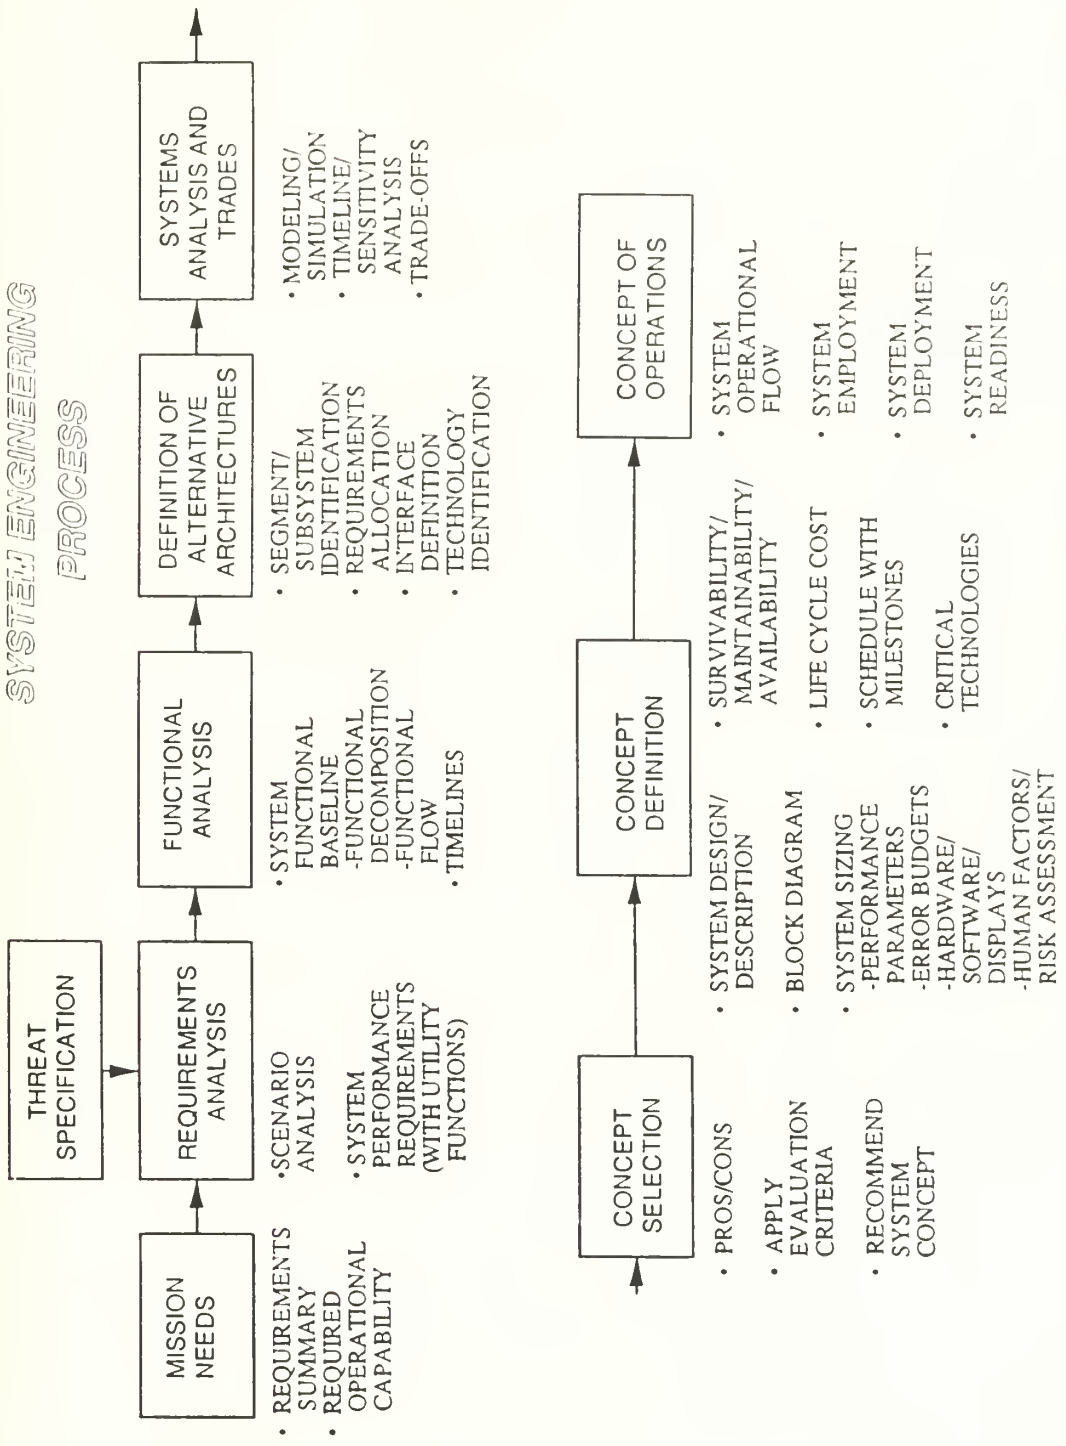 SYSTEM ENGINEERING
PROCESS
THREAT
SPECIFICATION
MISSION
NEEDS
• REQUIREMENTS
SUMMARY
• REQUIRED
OPERATIONAL
CAPABILITY
REQUIREMENTS
ANALYSIS
• SCENARIO
ANALYSIS
• SYSTEM
PERFORMANCE
REQUIREMENTS
(WITH UTILITY
FUNCTIONS)
FUNCTIONAL
ANALYSIS
• SYSTEM
FUNCTIONAL
BASELINE
-FUNCTIONAL
DECOMPOSITION
-FUNCTIONAL
FLOW
• TIMELINES
DEFINITION OF
ALTERNATIVE
ARCHITECTURES
• SEGMENT/
SUBSYSTEM
IDENTIFICATION
• REQUIREMENTS
ALLOCATION
• INTERFACE
DEFINITION
• TECHNOLOGY
IDENTIFICATION
SYSTEMS
ANALYSIS AND
TRADES
• MODELING/
SIMULATION
• TIMELINE/
SENSITIVITY
ANALYSIS
• TRADE-OFFS
CONCEPT
SELECTION
• PROS/CONS
• APPLY
EVALUATION
CRITERIA
• RECOMMEND
SYSTEM
CONCEPT
CONCEPT
DEFINITION
• SYSTEM DESIGN/
DESCRIPTION
• BLOCK DIAGRAM
• SYSTEM SIZING
-PERFORMANCE
PARAMETERS
-ERROR BUDGETS
-HARDWARE/
SOFTWARE/
DISPLAYS
-HUMAN FACTORS/
RISK ASSESSMENT
• SURVIVABILITY/
MAINTAINABILITY/
AVAILABILITY
• LIFE CYCLE COST
• SCHEDULE WITH
MILESTONES
• CRITICAL
TECHNOLOGIES
CONCEPT OF
OPERATIONS
• SYSTEM
OPERATIONAL
FLOW
• SYSTEM
EMPLOYMENT
• SYSTEM
DEPLOYMENT
• SYSTEM
READINESS